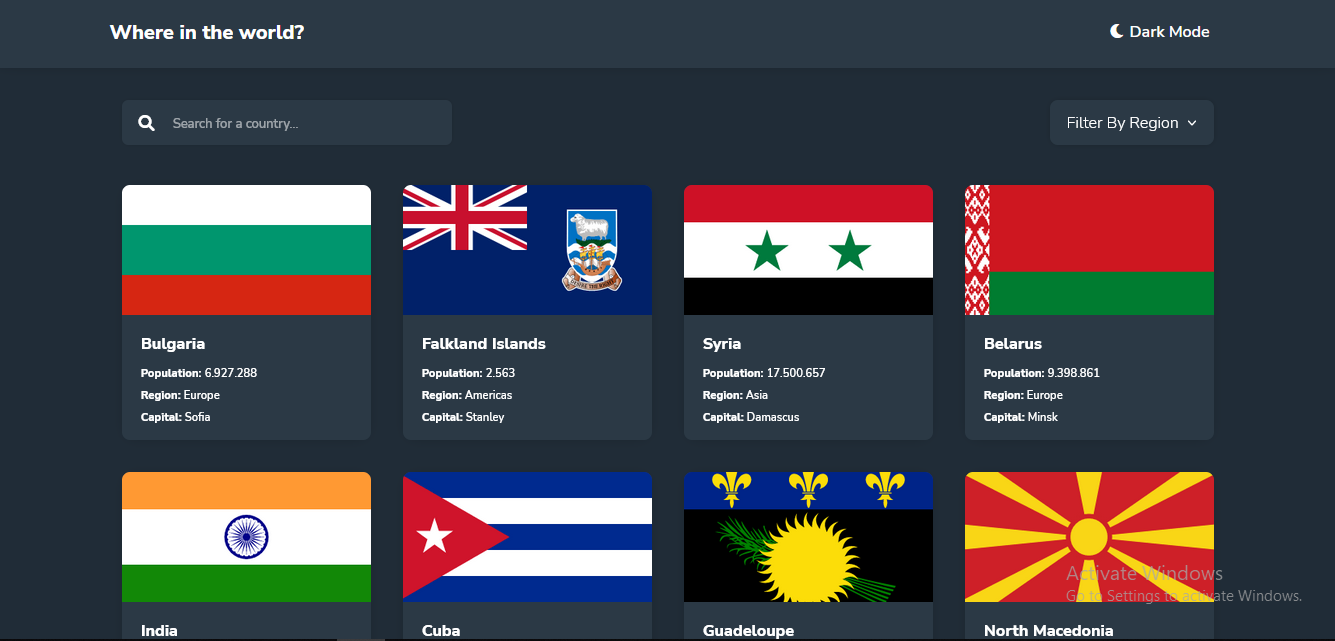 Where in the world?
Dark Mode
Search for a country...
Filter By Region
Bulgaria
Population: 6.927.288
Region: Europe
Capital: Sofia
Falkland Islands
Population: 2.563
Region: Americas
Capital: Stanley
Syria
Population: 17.500.657
Region: Asia
Capital: Damascus
Belarus
Population: 9.398.861
Region: Europe
Capital: Minsk
India
Cuba
Guadeloupe
North Macedonia
Activate Windows
Go to Settings to activate Windows.